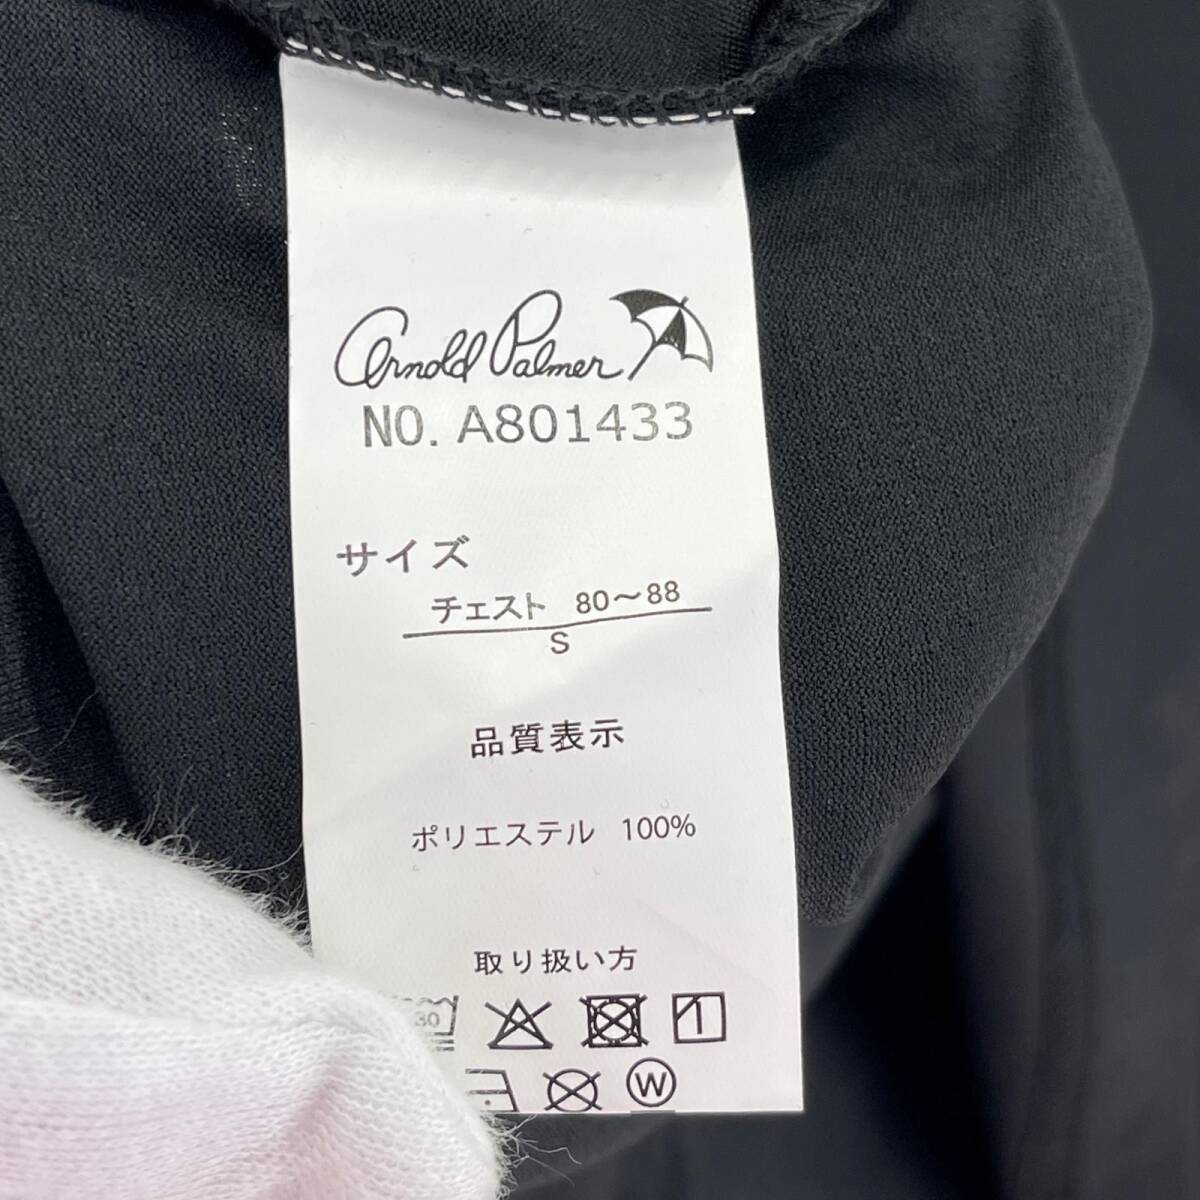 Arnold Palmer
NO. A801433
サイズ
チェスト 80～88
S
品質表示
ポリエステル 100%
取り扱い方
30
W